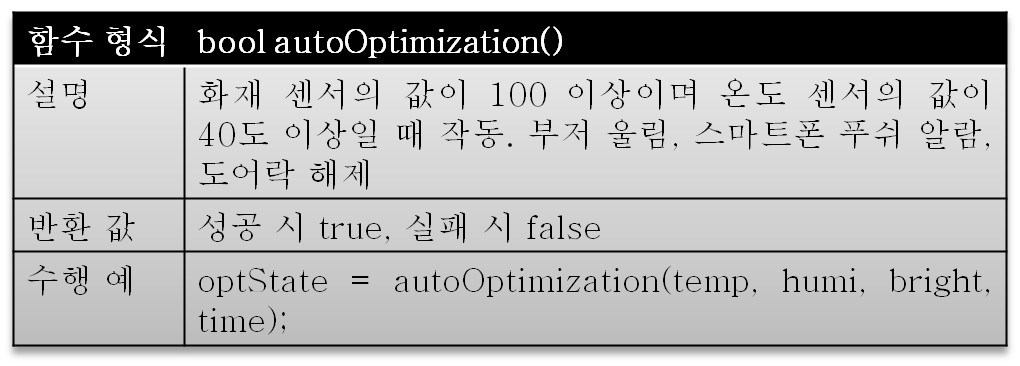 함수 형식 bool autoOptimization()
설명 화재 센서의 값이 100 이상이며 온도 센서의 값이
40도 이상일 때 작동. 부저 울림, 스마트폰 푸쉬 알람,
도어락 해제
반환 값 성공 시 true, 실패 시 false
수행 예 optState = autoOptimization(temp, humi, bright,
time);